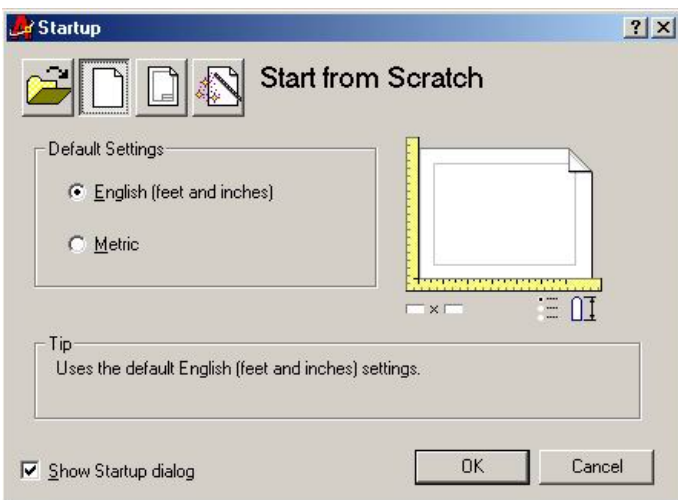 Startup
Start from Scratch
Default Settings
English (feet and inches)
Metric
Tip
Uses the default English (feet and inches) settings.
Show Startup dialog
OK
Cancel